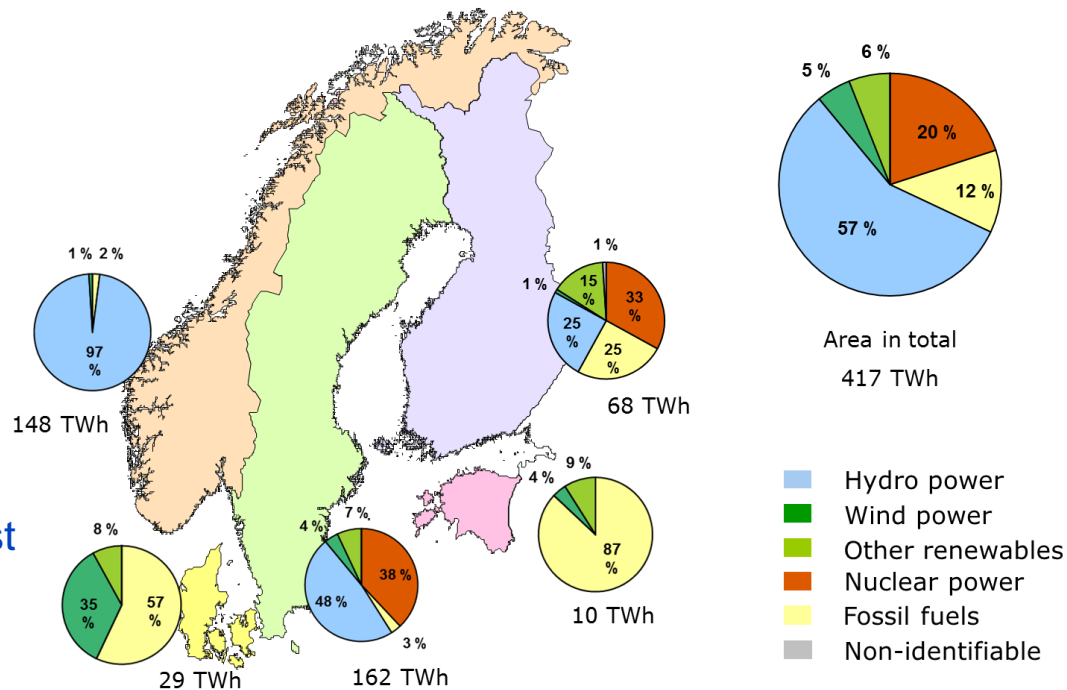 5 %
6 %
20 %
12 %
57 %
Area in total
417 TWh
1 %
2 %
97
%
148 TWh
1 %
1 %
15
%
33
%
25
%
25
%
68 TWh
4 %
9 %
87
%
10 TWh
st
8 %
35
%
57
%
29 TWh
4 %
7 %
38 %
48 %
3 %
162 TWh
Hydro power
Wind power
Other renewables
Nuclear power
Fossil fuels
Non-identifiable